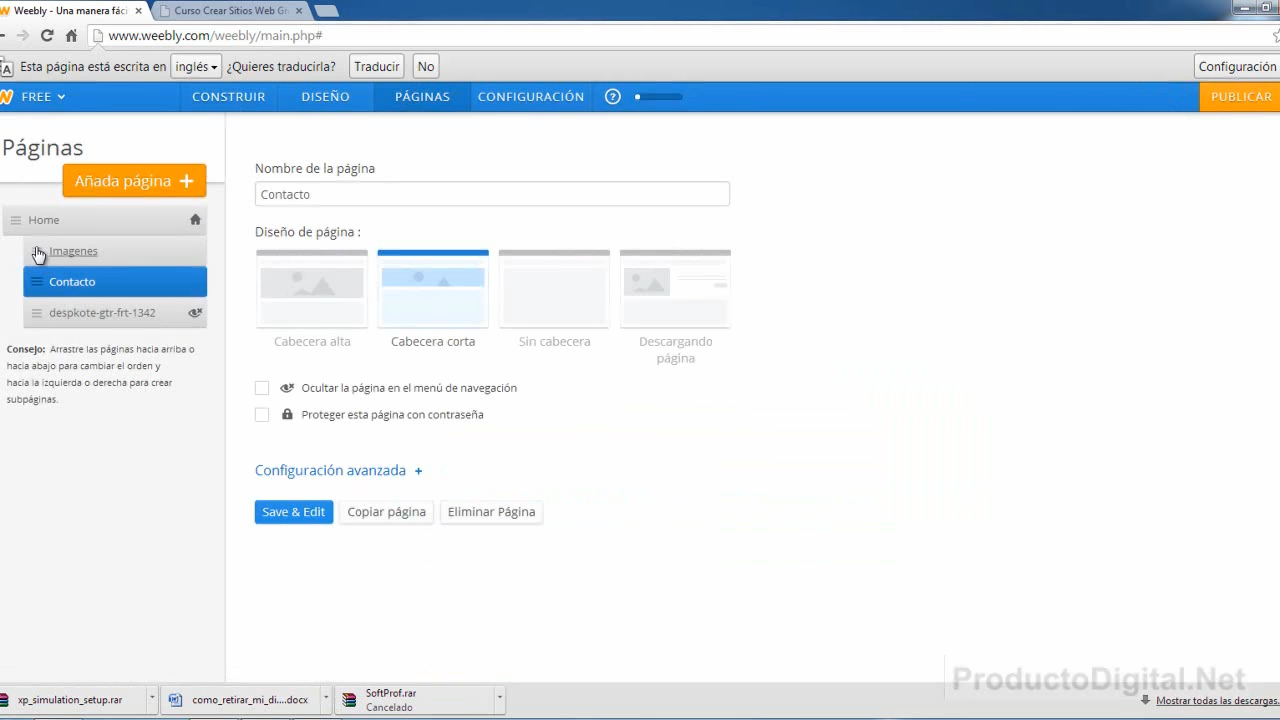 Weebly - Una manera fáci
Curso Crear Sitios Web Gr
www.weebly.com/weebly/main.php#
Esta página está escrita en
inglés
¿Quieres traducirla?
Traducir
No
Configuración
FREE
CONSTRUIR
DISEÑO
PÁGINAS
CONFIGURACIÓN
?
PUBLICAR
Páginas
Añada página +
Home
Imagenes
Contacto
despkote-gtr-frt-1342
Consejo: Arrastre las páginas hacia arriba o
hacia abajo para cambiar el orden y
hacia la izquierda o derecha para crear
subpáginas.
Nombre de la página
Contacto
Diseño de página :
Cabecera alta
Cabecera corta
Sin cabecera
Descargando
página
Ocultar la página en el menú de navegación
Proteger esta página con contraseña
Configuración avanzada +
Save & Edit
Copiar página
Eliminar Página
ProductoDigital.Net
xp_simulation_setup.rar
como_retirar_mi_di....docx
SoftProf.rar
Cancelado
Mostrar todas las descargas.